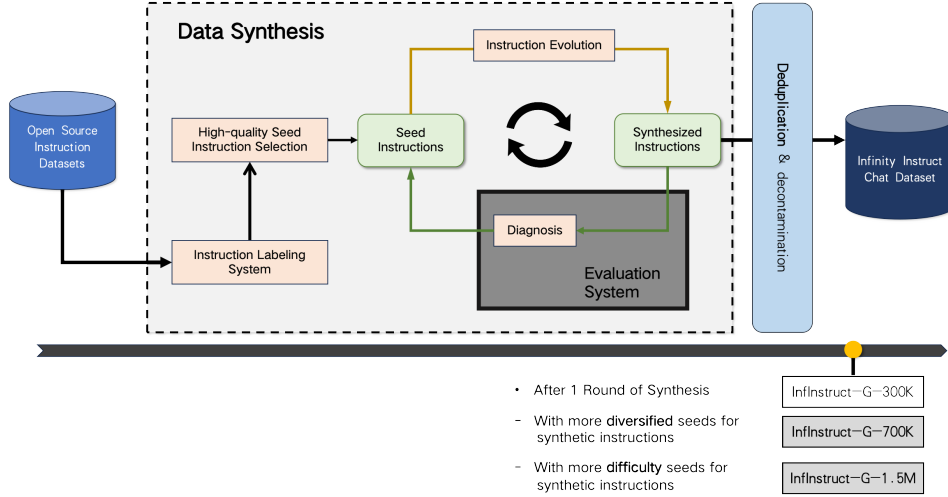 Data Synthesis
Instruction Evolution
Open Source
Instruction
Datasets
High-quality Seed
Instruction Selection
Seed
Instructions
Synthesized
Instructions
Deduplication & decontamination
Infinity Instruct
Chat Dataset
Diagnosis
Instruction Labeling
System
Evaluation
System
• After 1 Round of Synthesis
InfInstruct-G-300K
- With more diversified seeds for
synthetic instructions
InfInstruct-G-700K
- With more difficulty seeds for
synthetic instructions
InfInstruct-G-1.5M